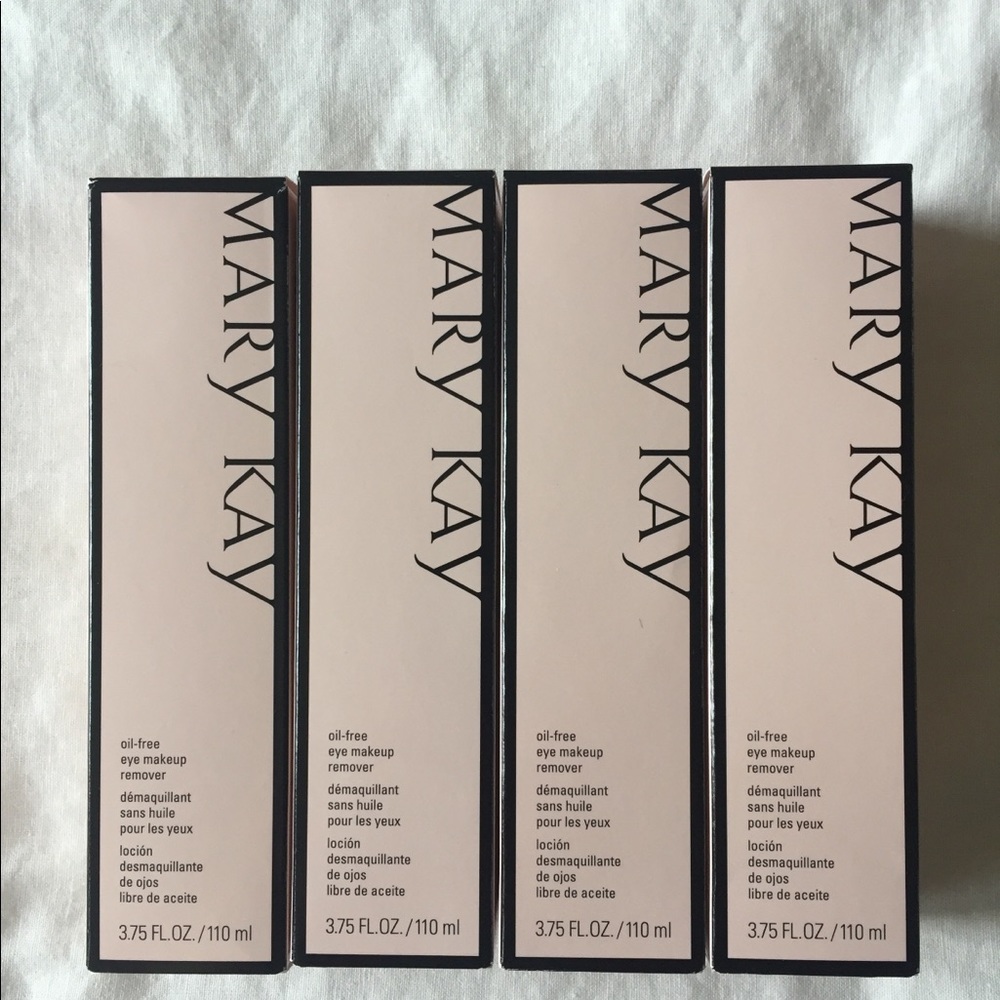 MARY KAY
oil-free
eye makeup
remover
démaquillant
sans huile
pour les yeux
loción
desmaquillante
de ojos
libre de aceite
3.75 FL.OZ. / 110 ml
MARY KAY
oil-free
eye makeup
remover
démaquillant
sans huile
pour les yeux
loción
desmaquillante
de ojos
libre de aceite
3.75 FL.OZ. / 110 ml
MARY KAY
oil-free
eye makeup
remover
démaquillant
sans huile
pour les yeux
loción
desmaquillante
de ojos
libre de aceite
3.75 FL.OZ. / 110 ml
MARY KAY
oil-free
eye makeup
remover
démaquillant
sans huile
pour les yeux
loción
desmaquillante
de ojos
libre de aceite
3.75 FL.OZ. / 110 ml